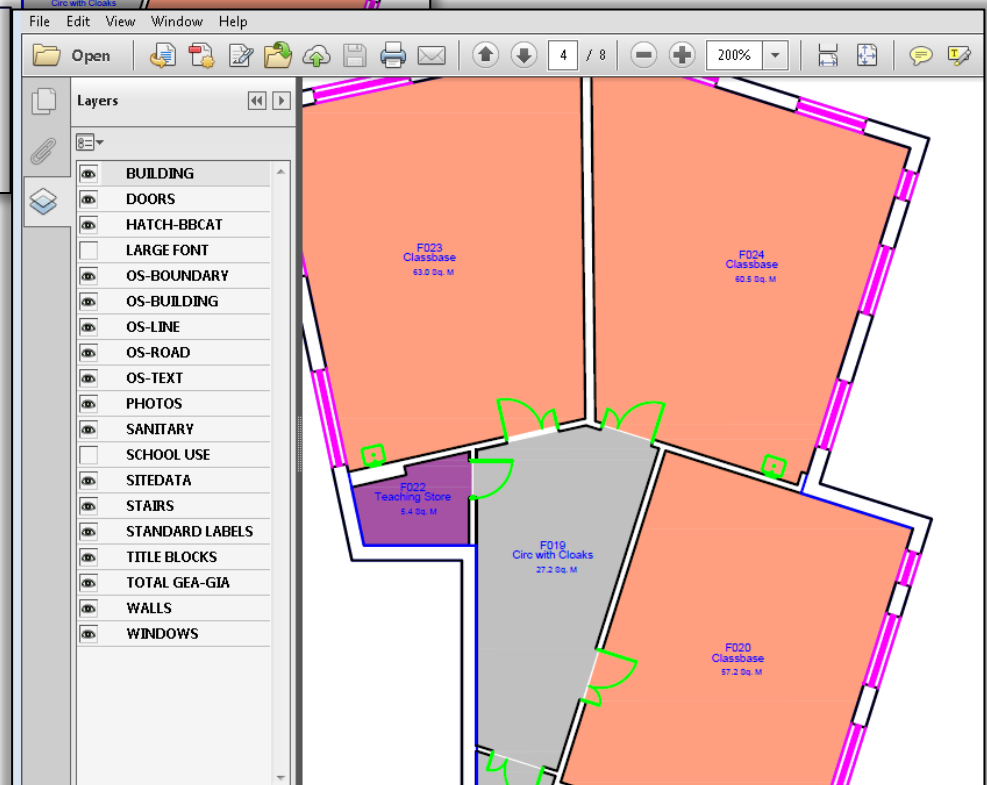 Circ with Cloaks
File Edit View Window Help
Open 4 / 8 200%
Layers
BUILDING
DOORS
HATCH-BBCAT
LARGE FONT
OS-BOUNDARY
OS-BUILDING
OS-LINE
OS-ROAD
OS-TEXT
PHOTOS
SANITARY
SCHOOL USE
SITEDATA
STAIRS
STANDARD LABELS
TITLE BLOCKS
TOTAL GEA-GIA
WALLS
WINDOWS
F023
Classbase
63.0 Sq. M
F024
Classbase
60.5 Sq. M
F022
Teaching Store
5.4 Sq. M
F019
Circ with Cloaks
27.2 Sq. M
F020
Classbase
57.2 Sq. M